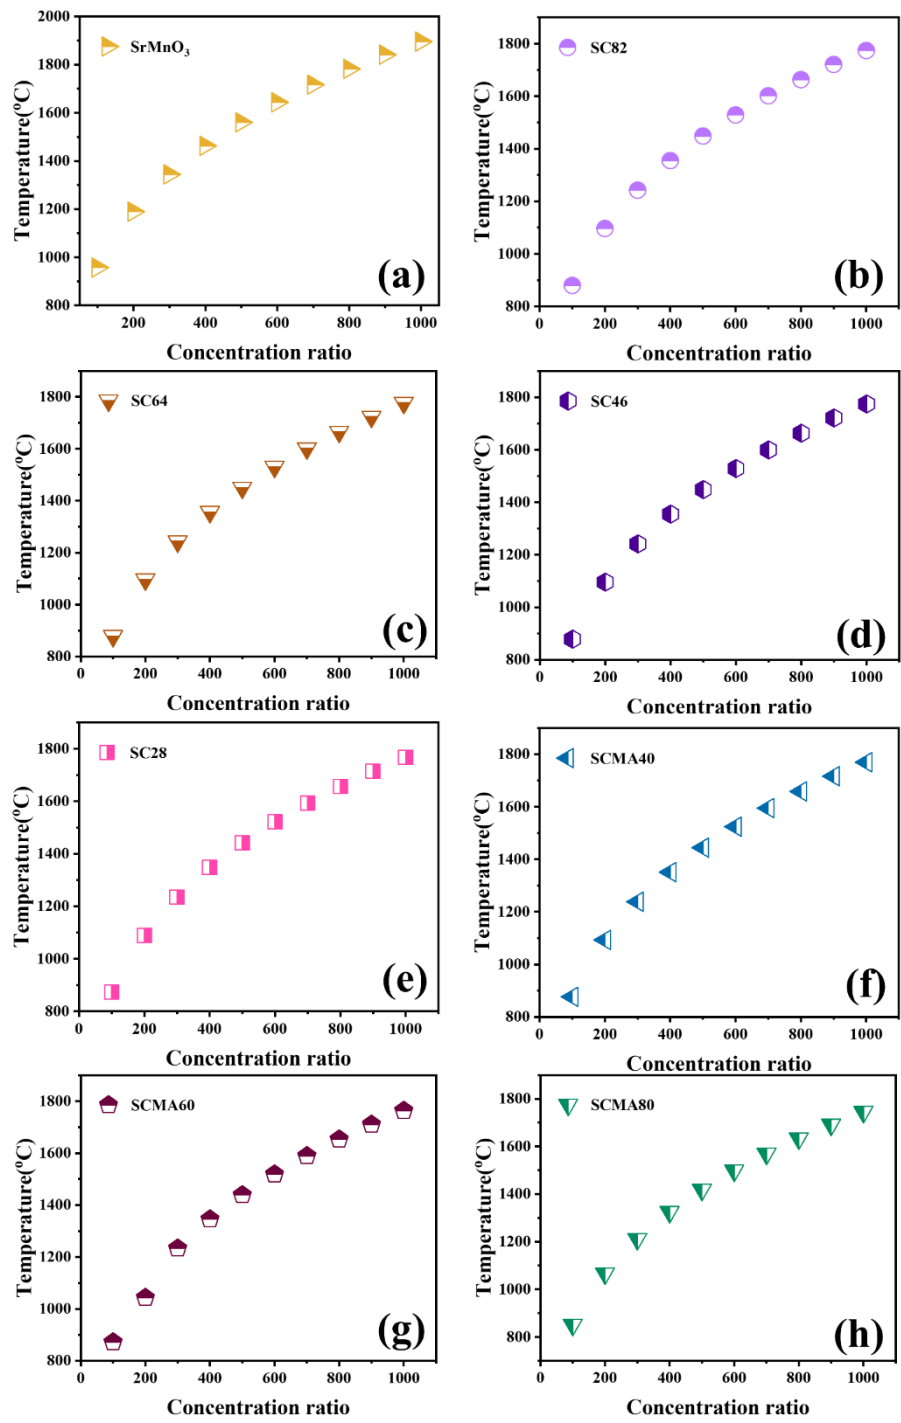 2000
1800
1600
1400
1200
1000
800
Temperature(°C)
SrMnO₃
(a)
200 400 600 800 1000
Concentration ratio
1800
1600
1400
1200
1000
800
Temperature(°C)
SC82
(b)
0 200 400 600 800 1000
Concentration ratio
1800
1600
1400
1200
1000
800
Temperature(°C)
SC64
(c)
0 200 400 600 800 1000
Concentration ratio
1800
1600
1400
1200
1000
800
Temperature(°C)
SC46
(d)
0 200 400 600 800 1000
Concentration ratio
1800
1600
1400
1200
1000
800
Temperature(°C)
SC28
(e)
0 200 400 600 800 1000
Concentration ratio
1800
1600
1400
1200
1000
800
Temperature(°C)
SCMA40
(f)
0 200 400 600 800 1000
Concentration ratio
1800
1600
1400
1200
1000
800
Temperature(°C)
SCMA60
(g)
0 200 400 600 800 1000
Concentration ratio
1800
1600
1400
1200
1000
800
Temperature(°C)
SCMA80
(h)
0 200 400 600 800 1000
Concentration ratio